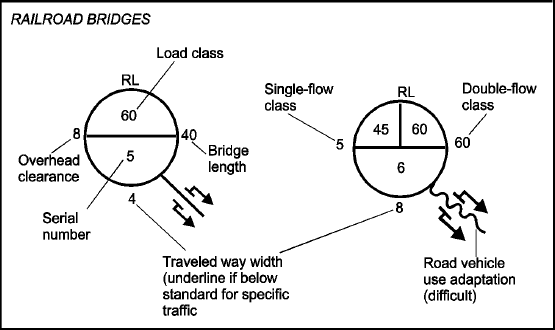 RAILROAD BRIDGES
Load class
RL
60
8
40
5
4
Overhead
clearance
Bridge
length
Serial
number
Traveled way width
(underline if below
standard for specific
traffic
Single-flow
class
Double-flow
class
RL
45
60
5
60
6
8
Road vehicle
use adaptation
(difficult)